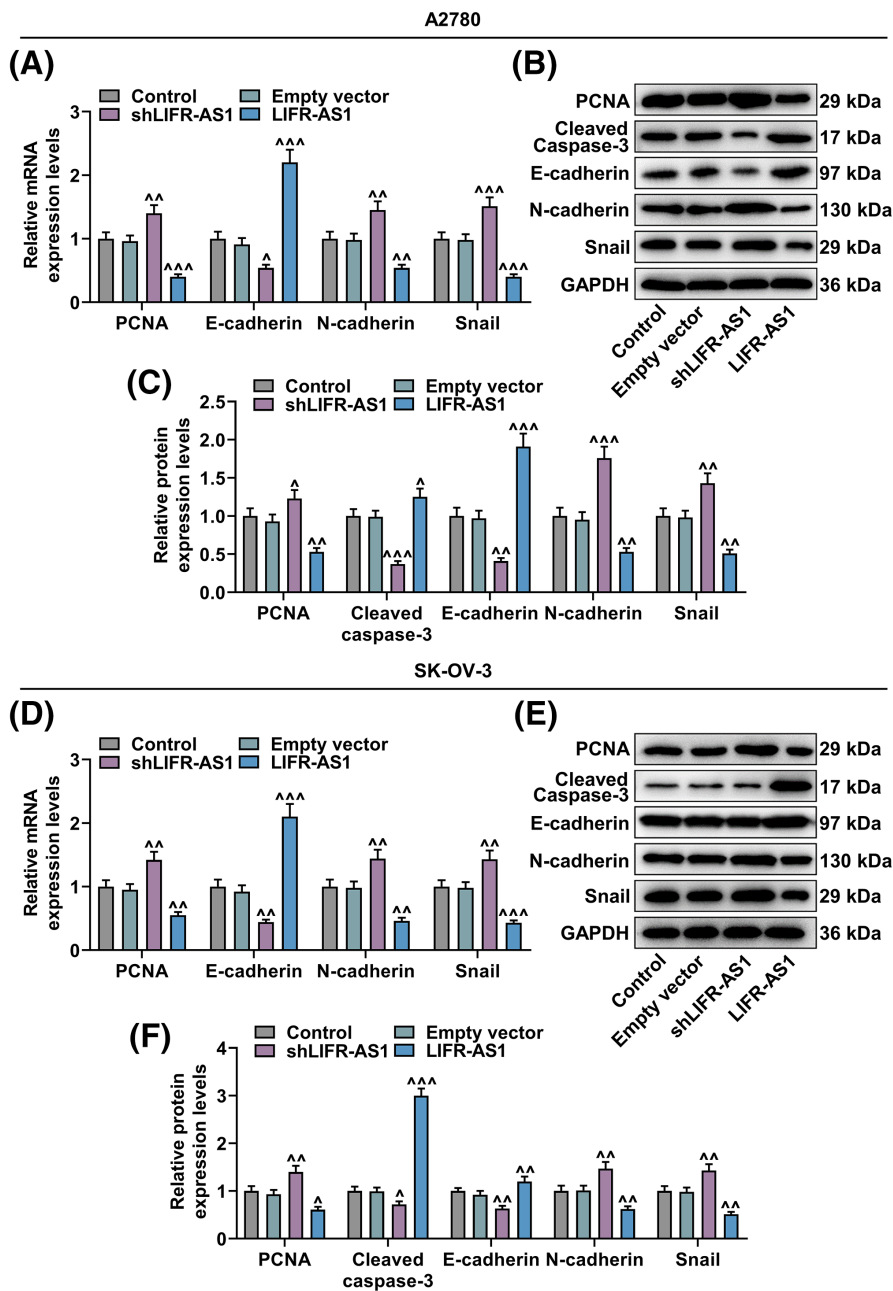 A2780
(A)
Control
Empty vector
shLIFR-AS1
LIFR-AS1
Relative mRNA
expression levels
3
2
1
0
^^
^^^
^
^^^
^^
^^
^^^
^^^
PCNA
E-cadherin
N-cadherin
Snail
(B)
PCNA
29 kDa
Cleaved
Caspase-3
17 kDa
E-cadherin
97 kDa
N-cadherin
130 kDa
Snail
29 kDa
GAPDH
36 kDa
Control
Empty vector
shLIFR-AS1
LIFR-AS1
(C)
Control
Empty vector
shLIFR-AS1
LIFR-AS1
Relative protein
expression levels
2.5
2.0
1.5
1.0
0.5
0.0
^
^^
^^^
^
^^
^^^
^^^
^^
^^
^^
PCNA
Cleaved
caspase-3
E-cadherin
N-cadherin
Snail
SK-OV-3
(D)
Control
Empty vector
shLIFR-AS1
LIFR-AS1
Relative mRNA
expression levels
3
2
1
0
^^
^^
^^
^^^
^^
^^
^^
^^^
PCNA
E-cadherin
N-cadherin
Snail
(E)
PCNA
29 kDa
Cleaved
Caspase-3
17 kDa
E-cadherin
97 kDa
N-cadherin
130 kDa
Snail
29 kDa
GAPDH
36 kDa
Control
Empty vector
shLIFR-AS1
LIFR-AS1
(F)
Control
Empty vector
shLIFR-AS1
LIFR-AS1
Relative protein
expression levels
4
3
2
1
0
^^
^
^
^^^
^^
^^
^^
^^
^^
^^
PCNA
Cleaved
caspase-3
E-cadherin
N-cadherin
Snail